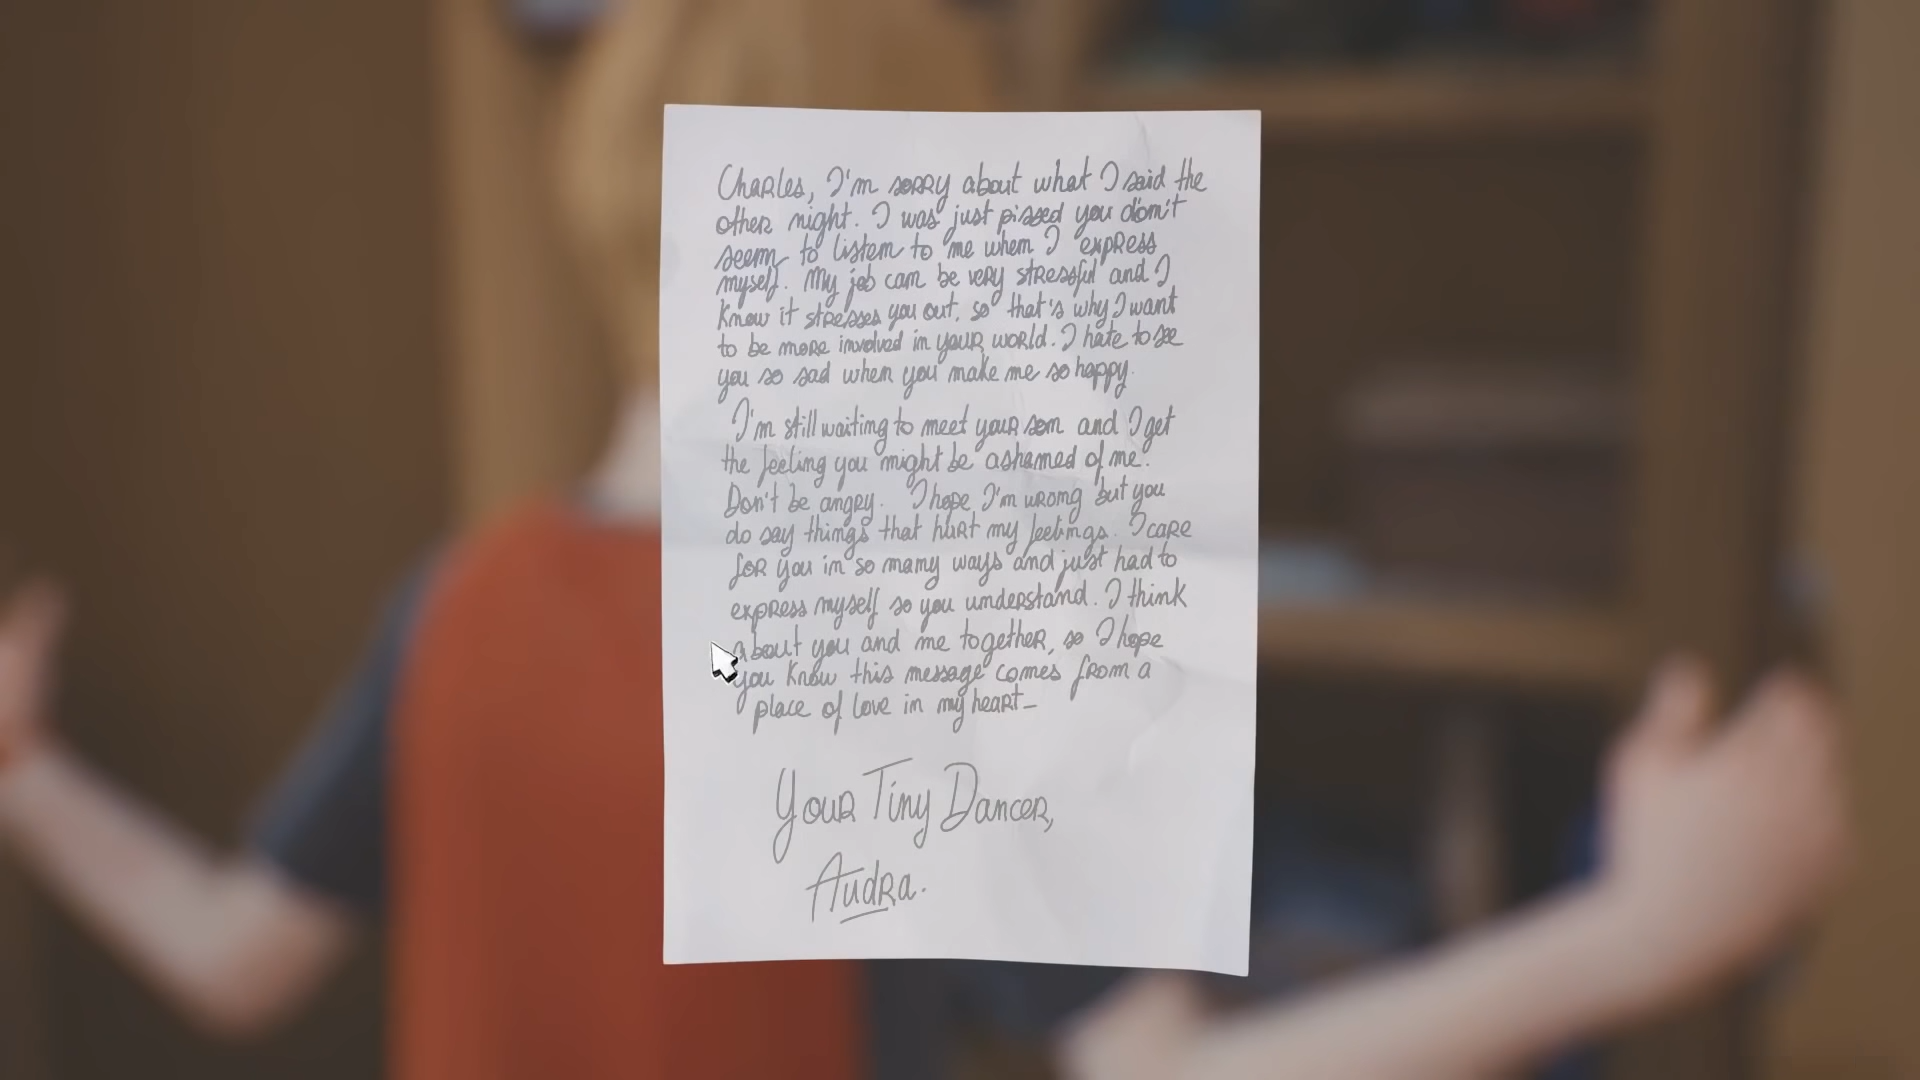 Charles, I'm sorry about what I said the
other night. I was just pissed you don't
seem to listen to me when I express
myself. My job can be very stressful and I
know it stresses you out, so that's why I want
to be more involved in your world. I hate to see
you so sad when you make me so happy.
I'm still waiting to meet your son and I get
the feeling you might be ashamed of me.
Don't be angry. I hope I'm wrong but you
do say things that hurt my feelings. I care
for you in so many ways and just had to
express myself so you understand. I think
about you and me together, so I hope
you know this message comes from a
place of love in my heart_
Your Tiny Dancer,
Audra.